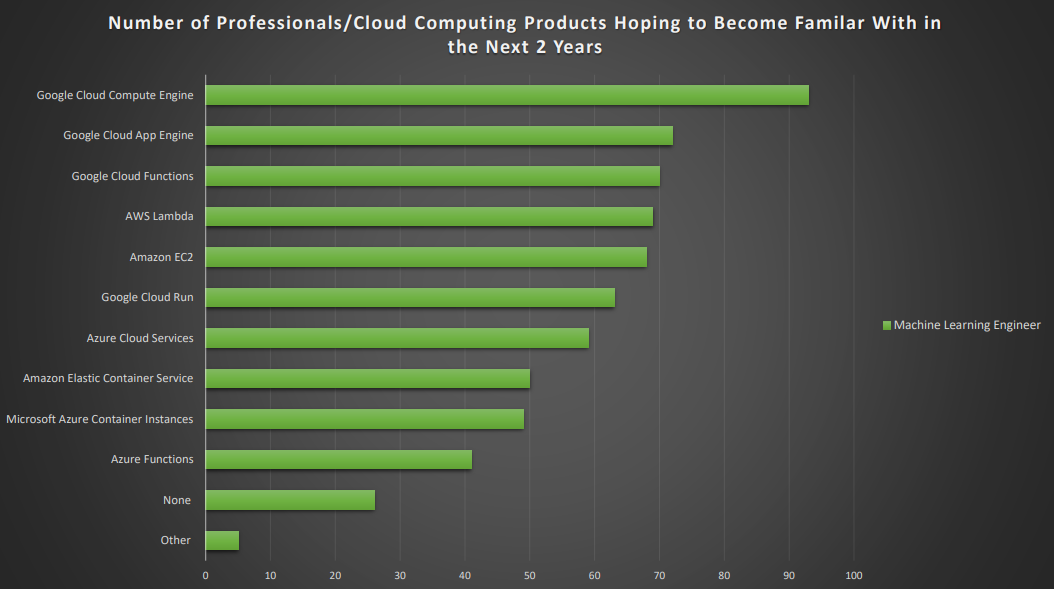 Number of Professionals/Cloud Computing Products Hoping to Become Familar With in
the Next 2 Years
Google Cloud Compute Engine
Google Cloud App Engine
Google Cloud Functions
AWS Lambda
Amazon EC2
Google Cloud Run
Azure Cloud Services
Amazon Elastic Container Service
Microsoft Azure Container Instances
Azure Functions
None
Other
0 10 20 30 40 50 60 70 80 90 100
Machine Learning Engineer